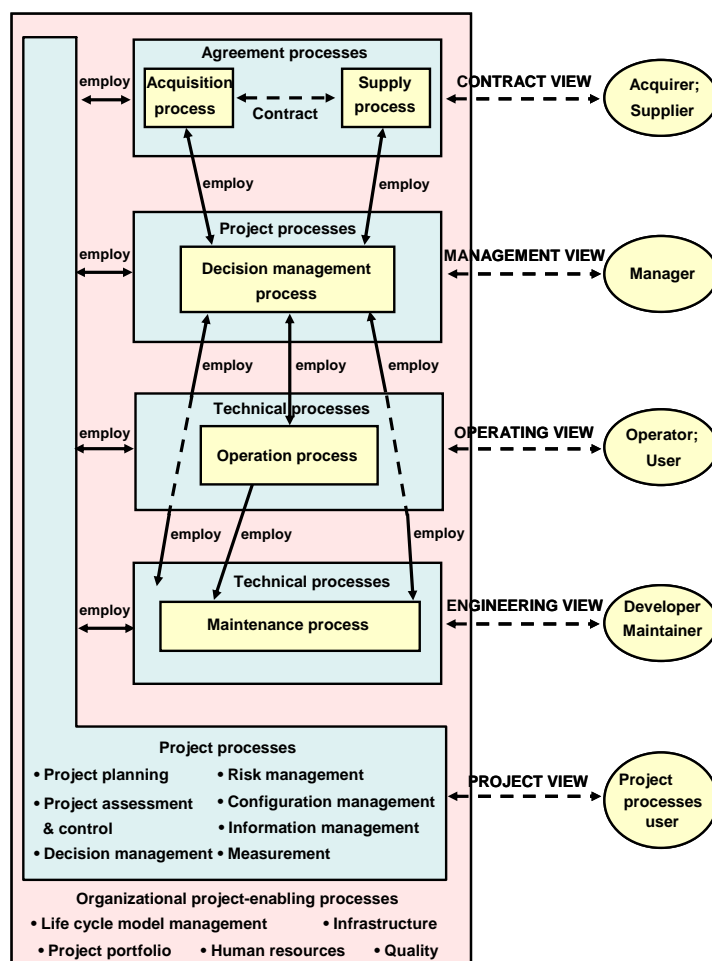 Agreement processes
employ
Acquisition
process
Contract
Supply
process
CONTRACT VIEW
Acquirer;
Supplier
employ
employ
Project processes
employ
Decision management
process
MANAGEMENT VIEW
Manager
employ
employ
employ
Technical processes
employ
Operation process
OPERATING VIEW
Operator;
User
employ
employ
employ
Technical processes
employ
Maintenance process
ENGINEERING VIEW
Developer
Maintainer
Project processes
• Project planning
• Project assessment
& control
• Decision management
• Risk management
• Configuration management
• Information management
• Measurement
PROJECT VIEW
Project
processes
user
Organizational project-enabling processes
• Life cycle model management • Infrastructure
• Project portfolio • Human resources • Quality